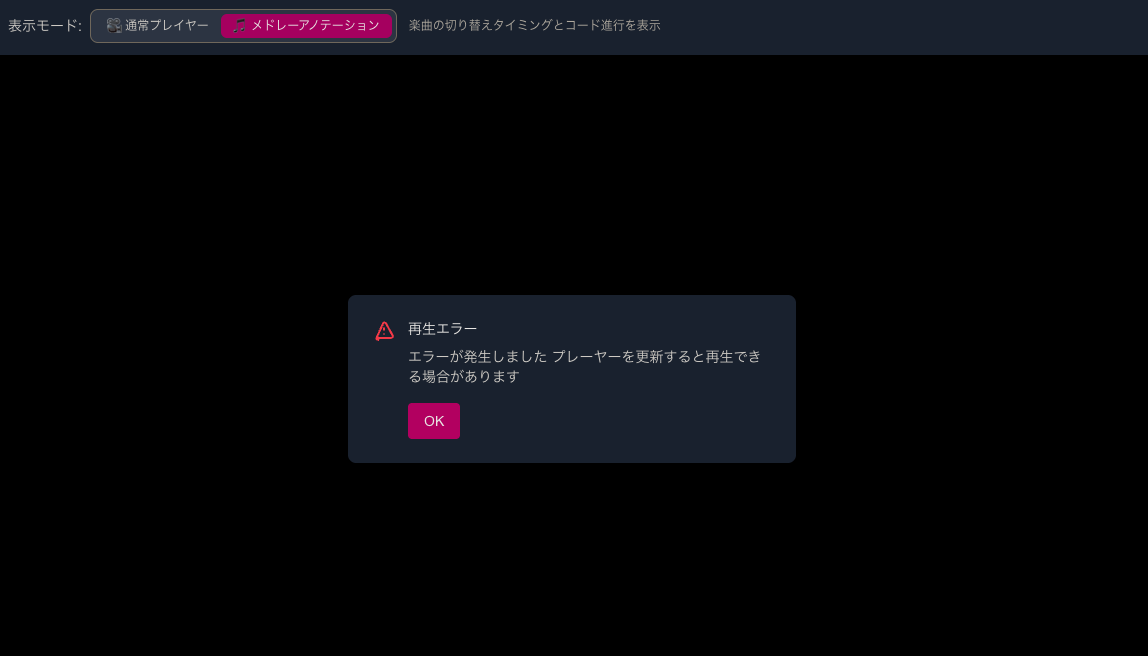 表示モード: 🎥 通常プレイヤー 🎵 メドレーアノテーション 楽曲の切り替えタイミングとコード進行を表示
再生エラー
エラーが発生しました プレーヤーを更新すると再生でき
る場合があります
OK